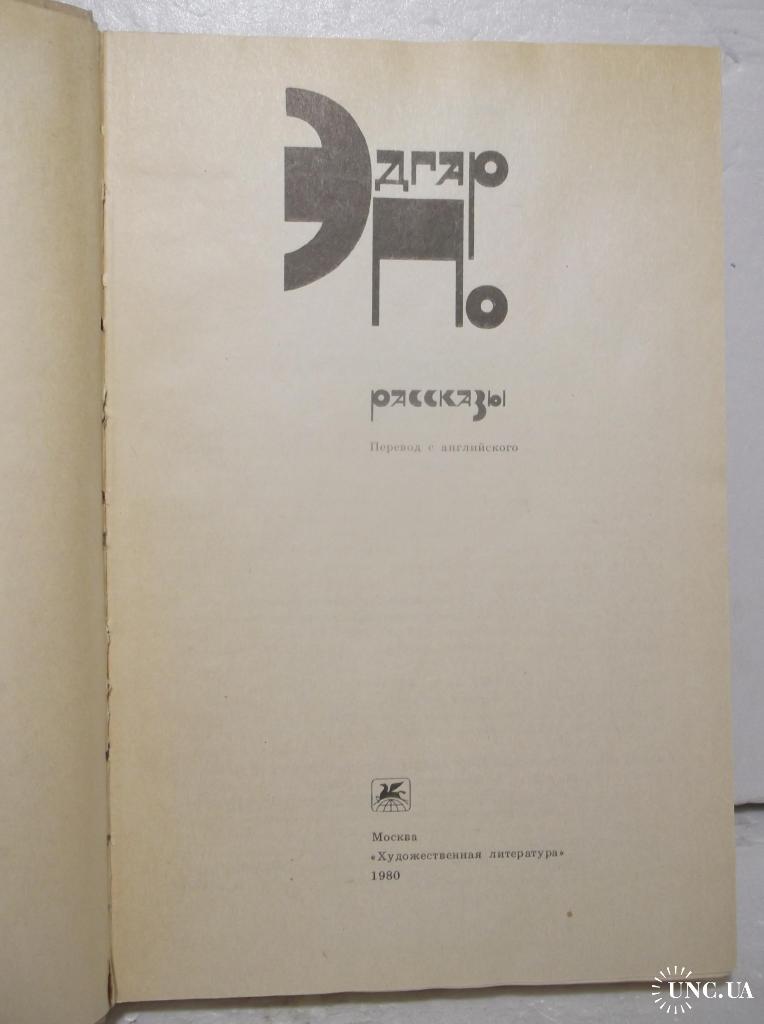 Эдгар
По
рассказы
Перевод с английского
Москва
«Художественная литература»
1980
UNC.UA